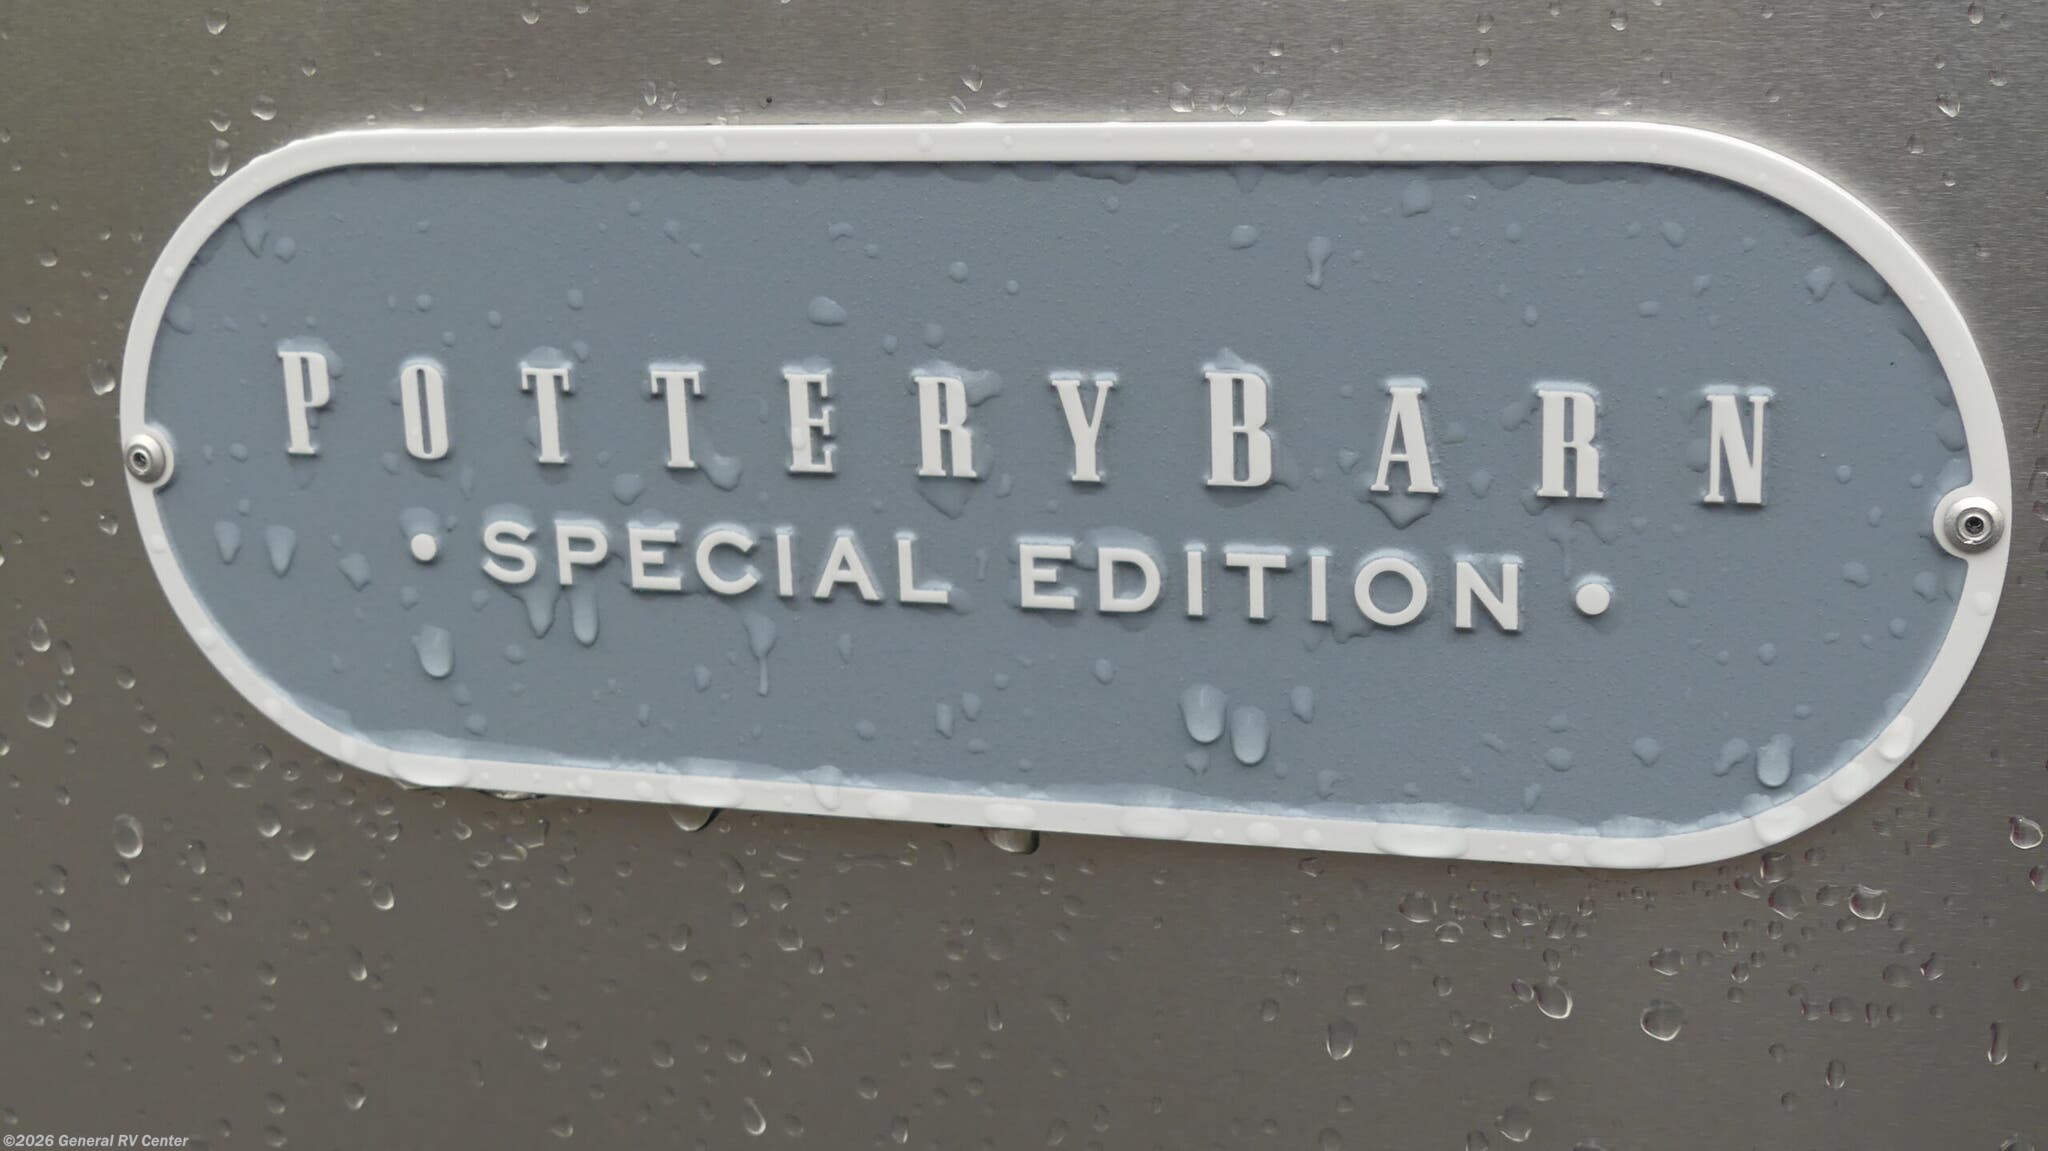 POTTERYBARN
• SPECIAL EDITION •
©2026 General RV Center